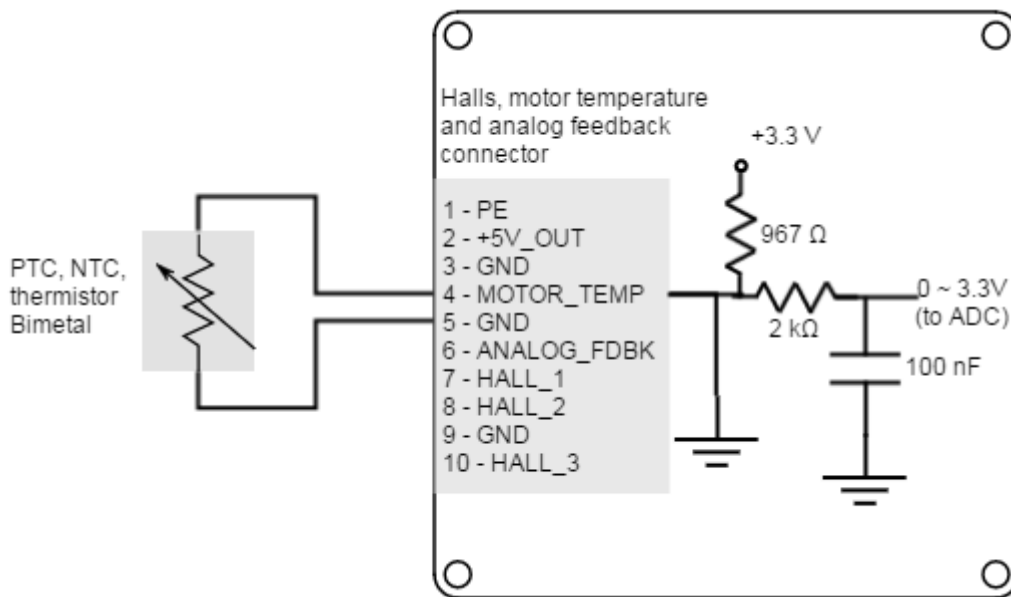 Halls, motor temperature
and analog feedback
connector
+3.3 V
1 - PE
2 - +5V_OUT
3 - GND
4 - MOTOR_TEMP
5 - GND
6 - ANALOG_FDBK
7 - HALL_1
8 - HALL_2
9 - GND
10 - HALL_3
PTC, NTC,
thermistor
Bimetal
967 Ω
2 kΩ
0 ~ 3.3V
(to ADC)
100 nF